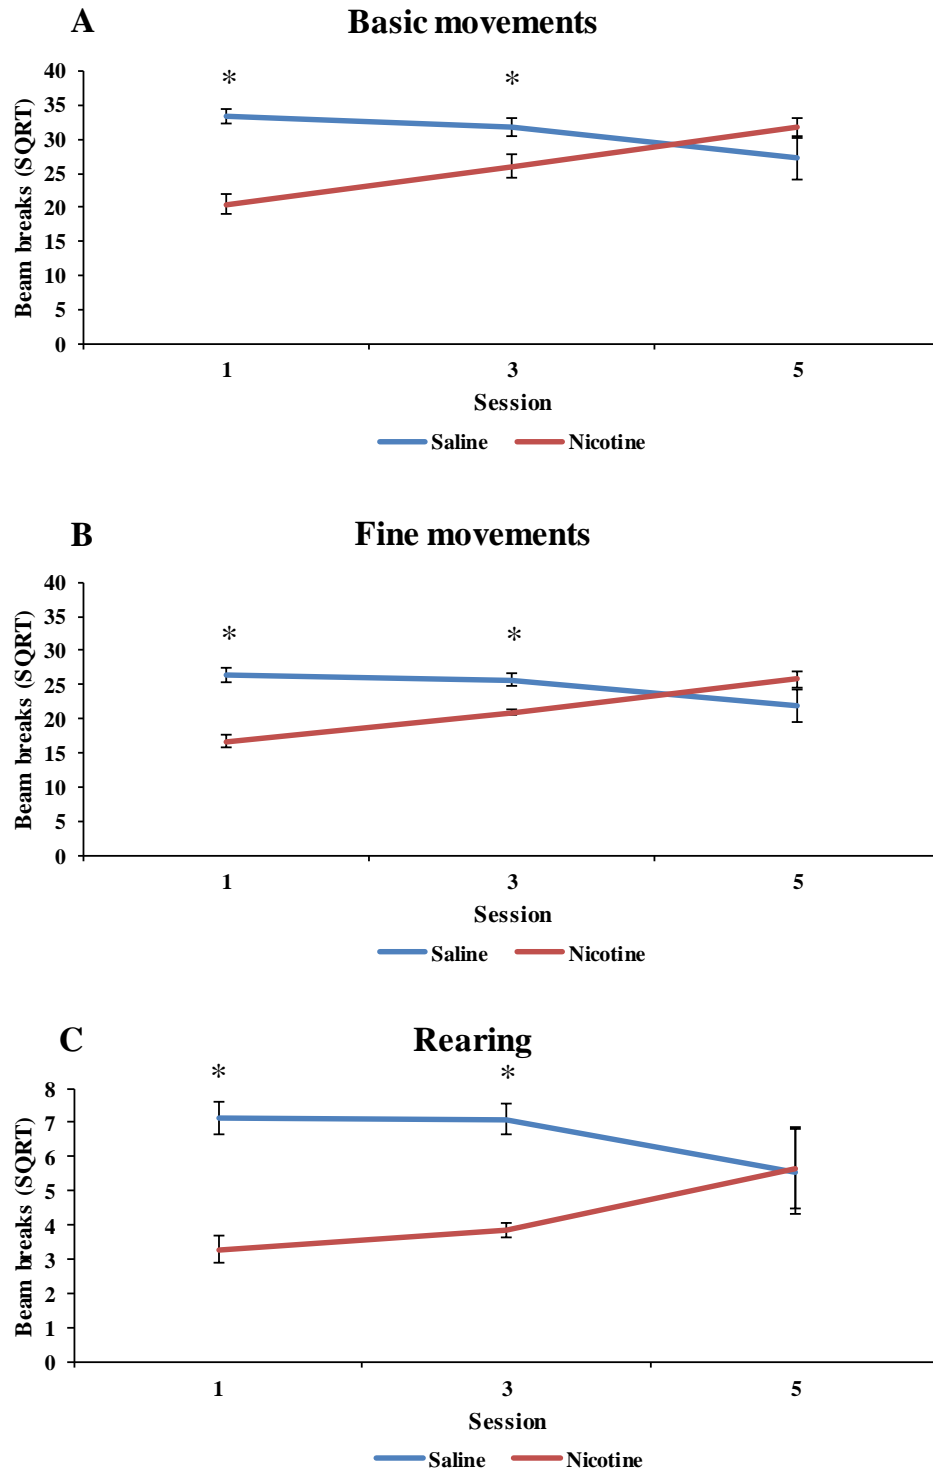 A
Basic movements
*
*
Beam breaks (SQRT)
40
35
30
25
20
15
10
5
0
1
3
5
Session
Saline
Nicotine
B
Fine movements
*
*
Beam breaks (SQRT)
40
35
30
25
20
15
10
5
0
1
3
5
Session
Saline
Nicotine
C
Rearing
*
*
Beam breaks (SQRT)
8
7
6
5
4
3
2
1
0
1
3
5
Session
Saline
Nicotine